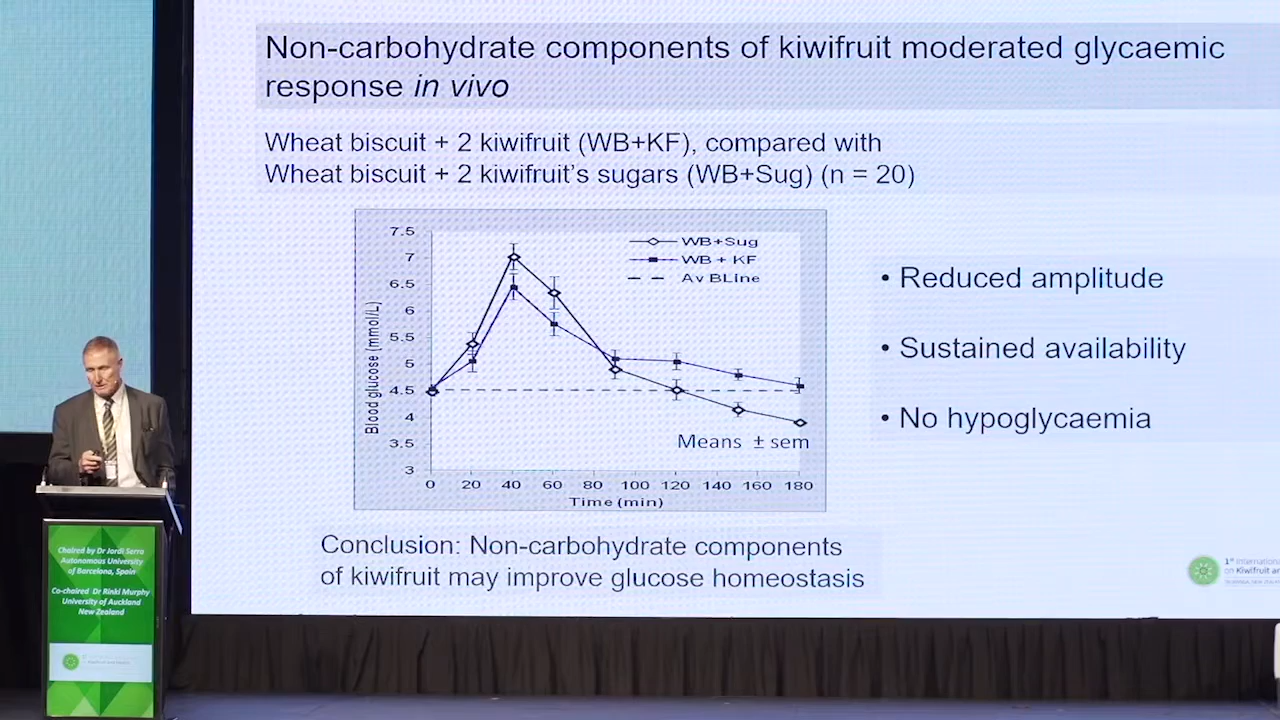 Non-carbohydrate components of kiwifruit moderated glycaemic
response in vivo
Wheat biscuit + 2 kiwifruit (WB+KF), compared with
Wheat biscuit + 2 kiwifruit's sugars (WB+Sug) (n = 20)
7.5
7
6.5
6
5.5
5
4.5
4
3.5
3
Blood glucose (mmol/L)
WB+Sug
WB + KF
Av BLine
Means ± sem
0 20 40 60 80 100 120 140 160 180
Time (min)
• Reduced amplitude
• Sustained availability
• No hypoglycaemia
Conclusion: Non-carbohydrate components
of kiwifruit may improve glucose homeostasis
1st Internationa
on Kiwifruit an
Chaired by Dr Jordi Serra
Autonomous University
of Barcelona, Spain
Co-chaired Dr Rinki Murphy
University of Auckland
New Zealand